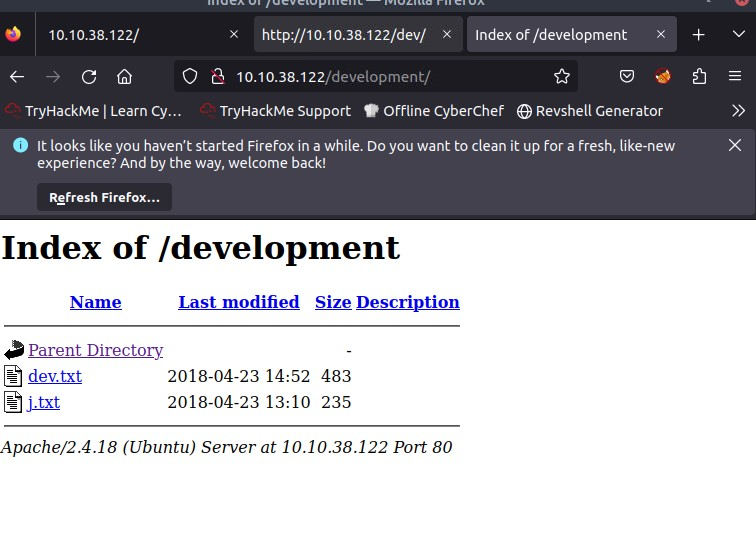 Index of /development — Mozilla Firefox
10.10.38.122/ http://10.10.38.122/dev/ Index of /development
10.10.38.122/development/
TryHackMe | Learn Cy… TryHackMe Support Offline CyberChef Revshell Generator
It looks like you haven’t started Firefox in a while. Do you want to clean it up for a fresh, like-new
experience? And by the way, welcome back!
Refresh Firefox…
Index of /development
Name Last modified Size Description
Parent Directory -
dev.txt 2018-04-23 14:52 483
j.txt 2018-04-23 13:10 235
Apache/2.4.18 (Ubuntu) Server at 10.10.38.122 Port 80